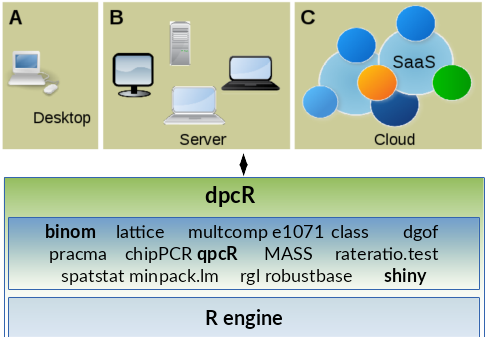 A B C
SaaS
Desktop
Server Cloud
dpcR
binom lattice multcomp e1071 class dgof
pracma chipPCR qpcR MASS rateratio.test
spatstat minpack.lm rgl robustbase shiny
R engine